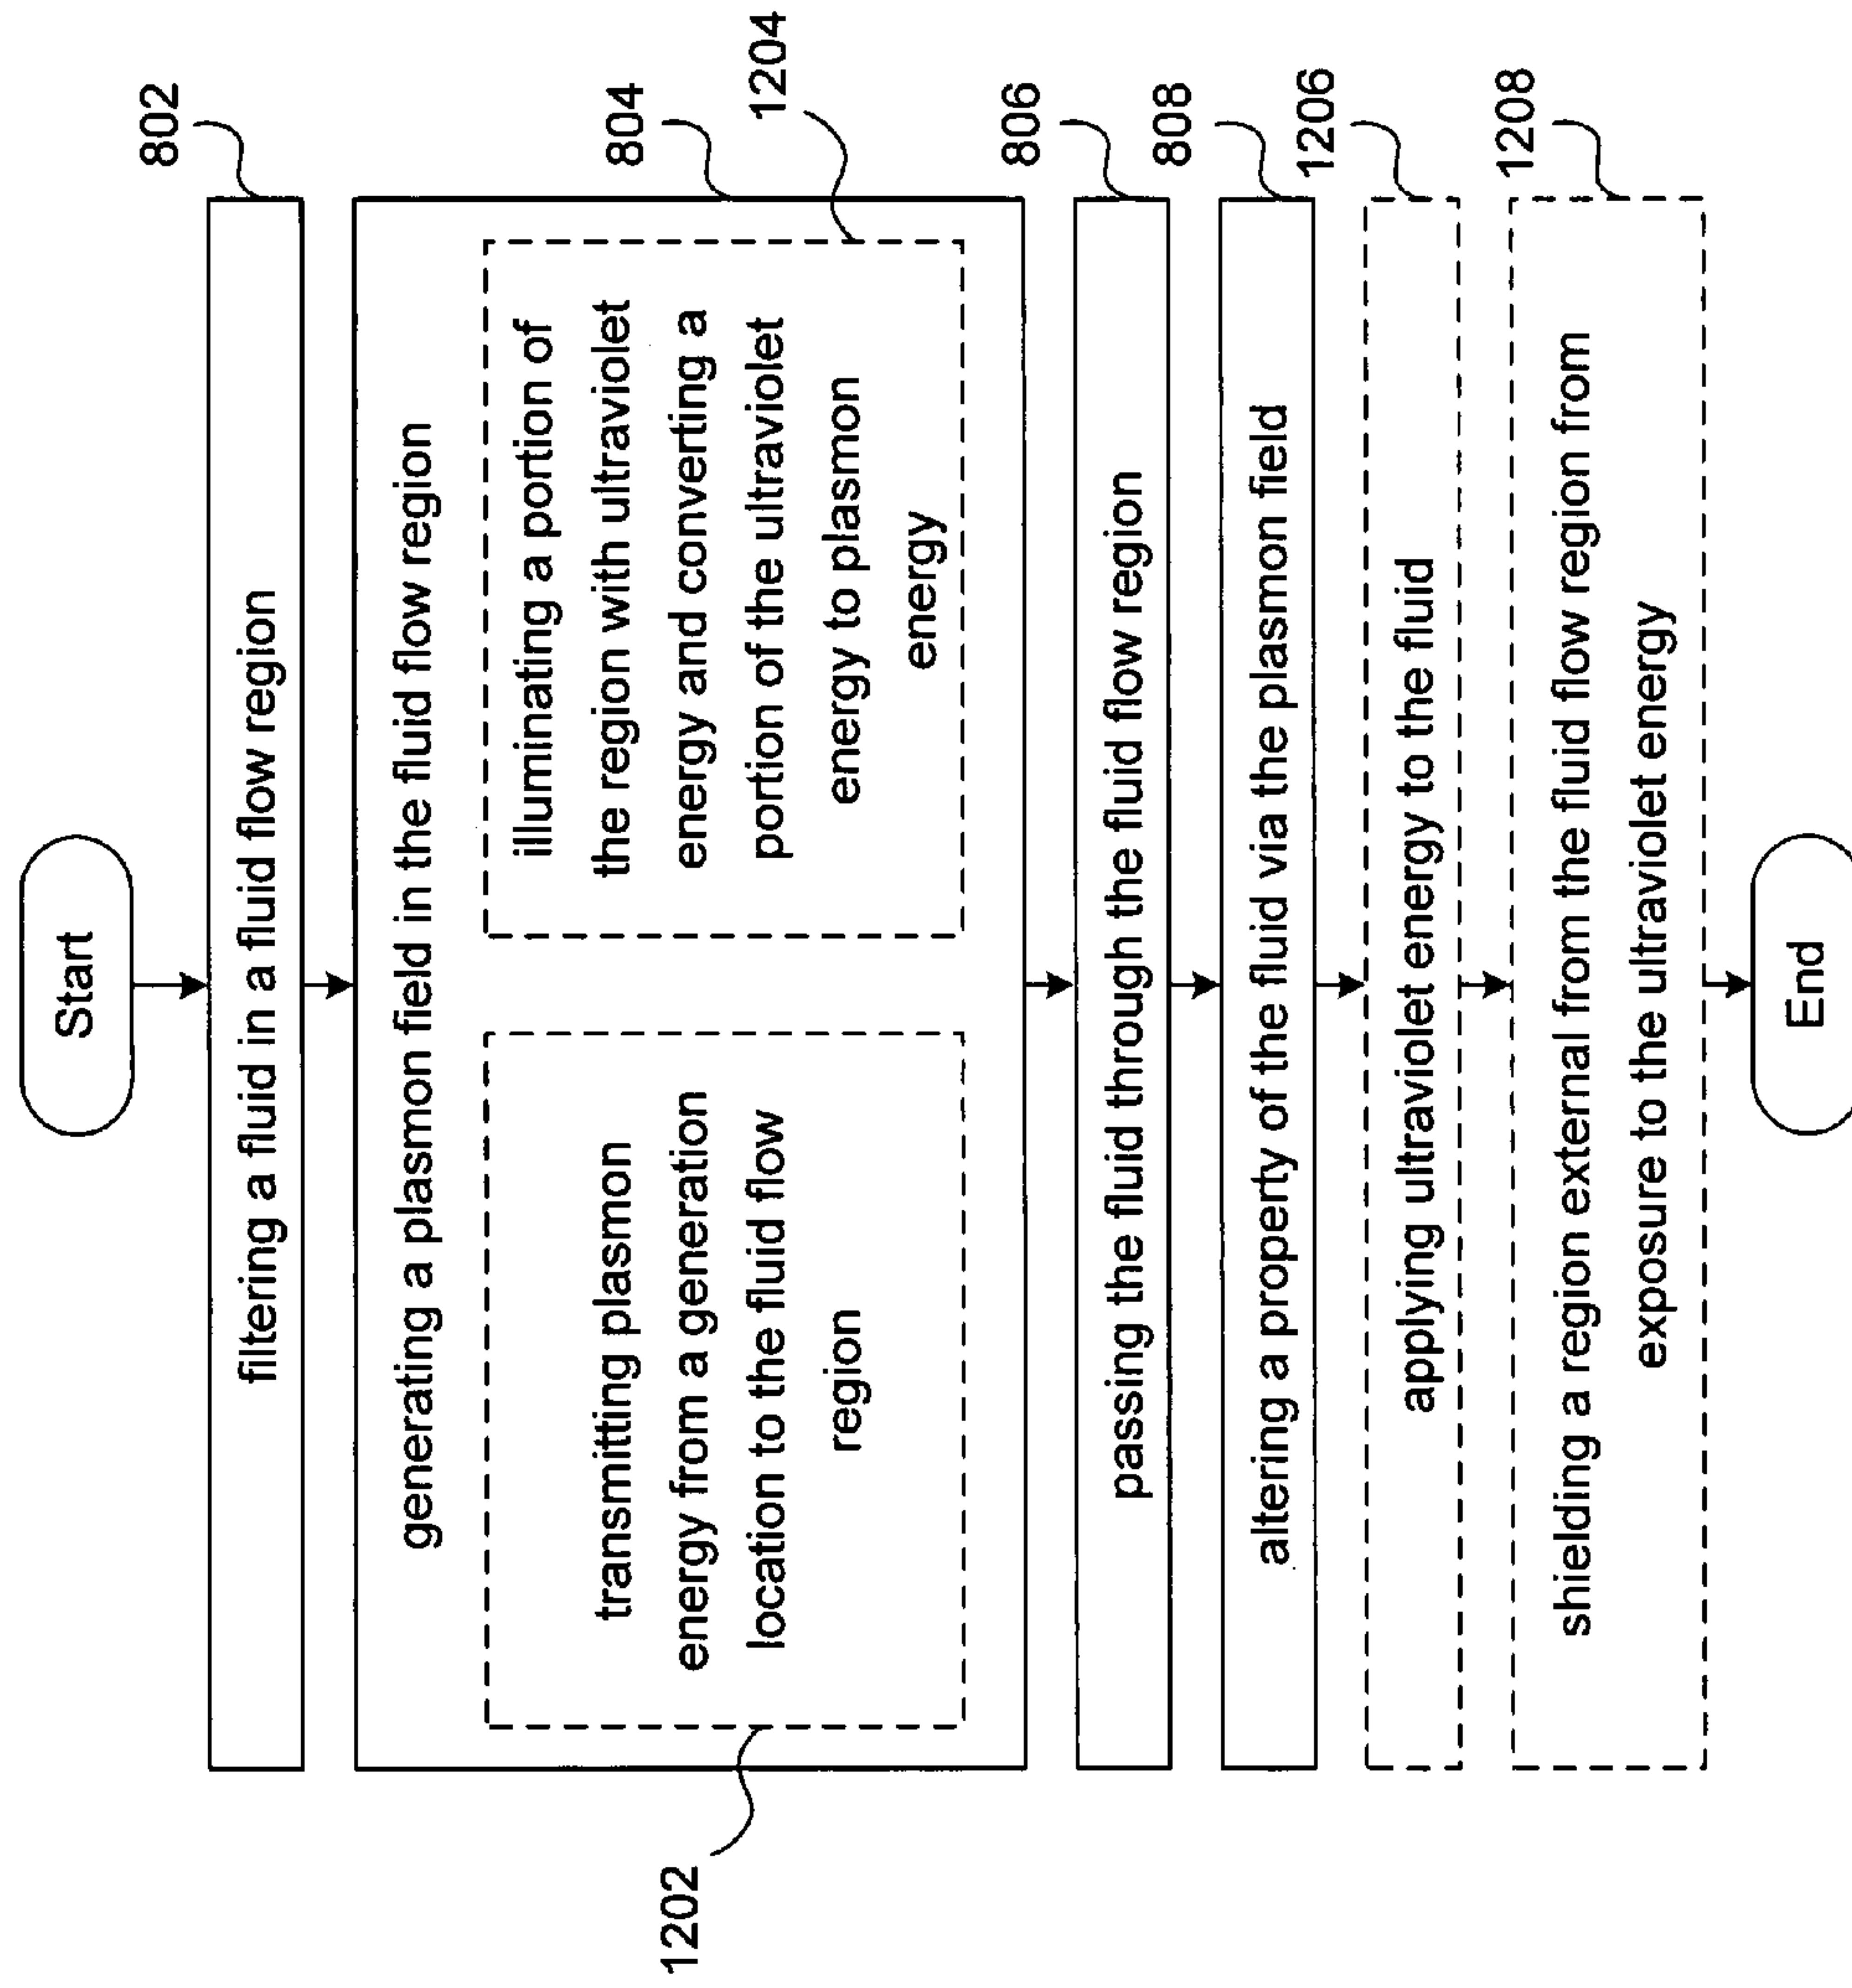 Start
802
filtering a fluid in a fluid flow region
804
generating a plasmon field in the fluid flow region
1202
transmitting plasmon
energy from a generation
location to the fluid flow
region
1204
illuminating a portion of
the region with ultraviolet
energy and converting a
portion of the ultraviolet
energy to plasmon
energy
806
passing the fluid through the fluid flow region
808
altering a property of the fluid via the plasmon field
1206
applying ultraviolet energy to the fluid
1208
shielding a region external from the fluid flow region from
exposure to the ultraviolet energy
End